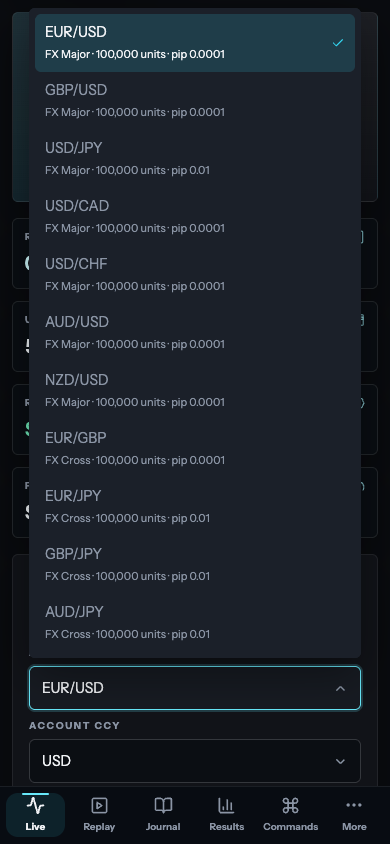 EUR/USD
FX Major · 100,000 units · pip 0.0001
GBP/USD
FX Major · 100,000 units · pip 0.0001
USD/JPY
FX Major · 100,000 units · pip 0.01
USD/CAD
FX Major · 100,000 units · pip 0.0001
USD/CHF
FX Major · 100,000 units · pip 0.0001
AUD/USD
FX Major · 100,000 units · pip 0.0001
NZD/USD
FX Major · 100,000 units · pip 0.0001
EUR/GBP
FX Cross · 100,000 units · pip 0.0001
EUR/JPY
FX Cross · 100,000 units · pip 0.01
GBP/JPY
FX Cross · 100,000 units · pip 0.01
AUD/JPY
FX Cross · 100,000 units · pip 0.01
EUR/USD
ACCOUNT CCY
USD
Live
Replay
Journal
Results
Commands
More